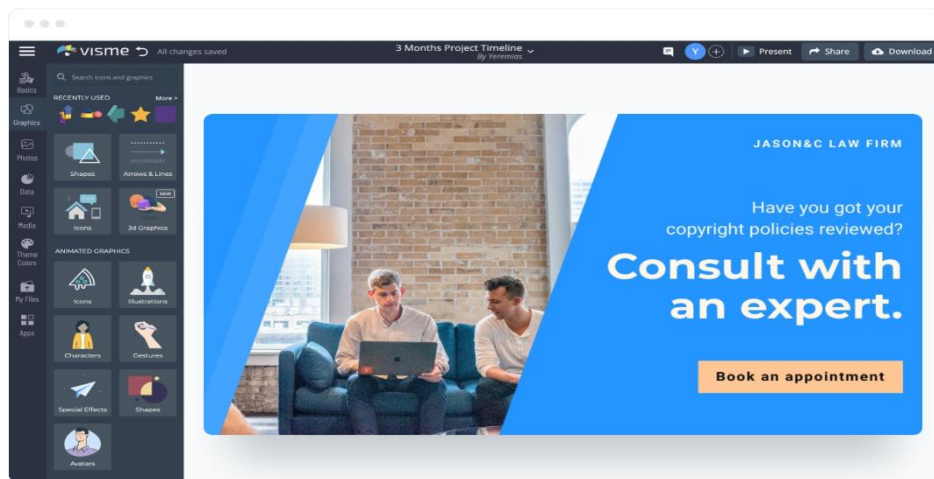 visme
All changes saved
3 Months Project Timeline
By Yeremias
Y
Present
Share
Download
Basics
Graphics
Photos
Data
Media
Theme
Colors
My Files
Apps
Search icons and graphics
RECENTLY USED
More >
Shapes
Arrows & Lines
NEW
Icons
3d Graphics
ANIMATED GRAPHICS
Icons
Illustrations
Characters
Gestures
Special Effects
Shapes
Avatars
JASON&C LAW FIRM
Have you got your
copyright policies reviewed?
Consult with
an expert.
Book an appointment